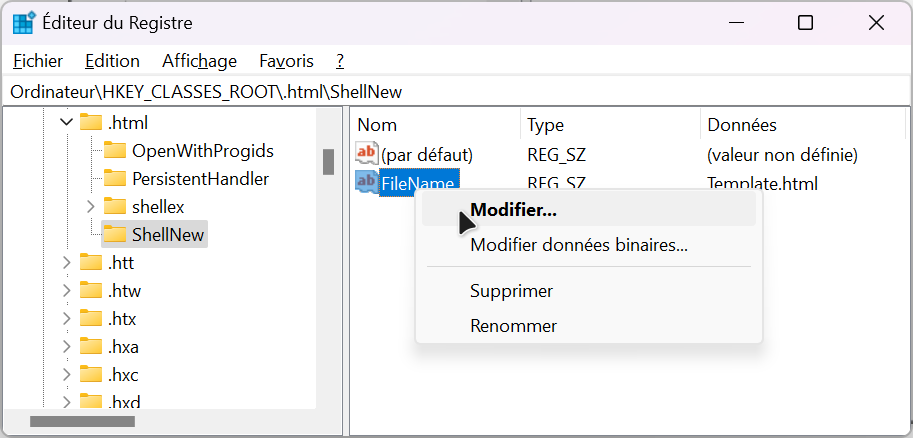 Éditeur du Registre
Fichier Edition Affichage Favoris ?
Ordinateur\HKEY_CLASSES_ROOT\.html\ShellNew
.html
OpenWithProgids
PersistentHandler
shellex
ShellNew
.htt
.htw
.htx
.hxa
.hxc
.hxd
Nom Type Données
ab (par défaut) REG_SZ (valeur non définie)
ab FileName REG_SZ Template.html
Modifier...
Modifier données binaires...
Supprimer
Renommer